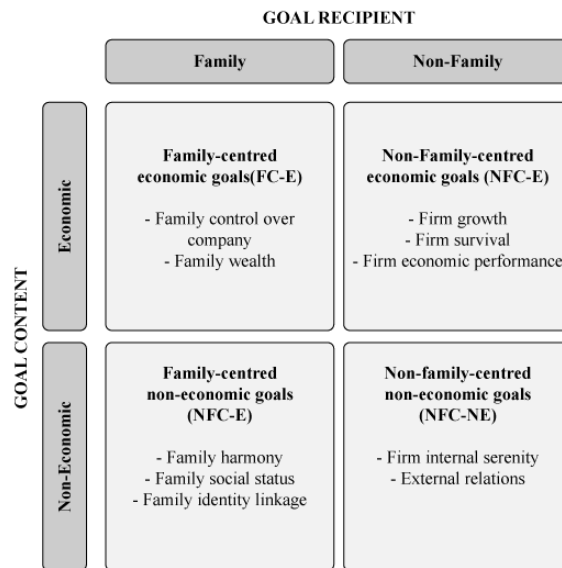 GOAL RECIPIENT
Family
Non-Family
GOAL CONTENT
Economic
Family-centred
economic goals(FC-E)
- Family control over
company
- Family wealth
Non-Family-centred
economic goals (NFC-E)
- Firm growth
- Firm survival
- Firm economic performance
Non-Economic
Family-centred
non-economic goals
(NFC-E)
- Family harmony
- Family social status
- Family identity linkage
Non-family-centred
non-economic goals
(NFC-NE)
- Firm internal serenity
- External relations